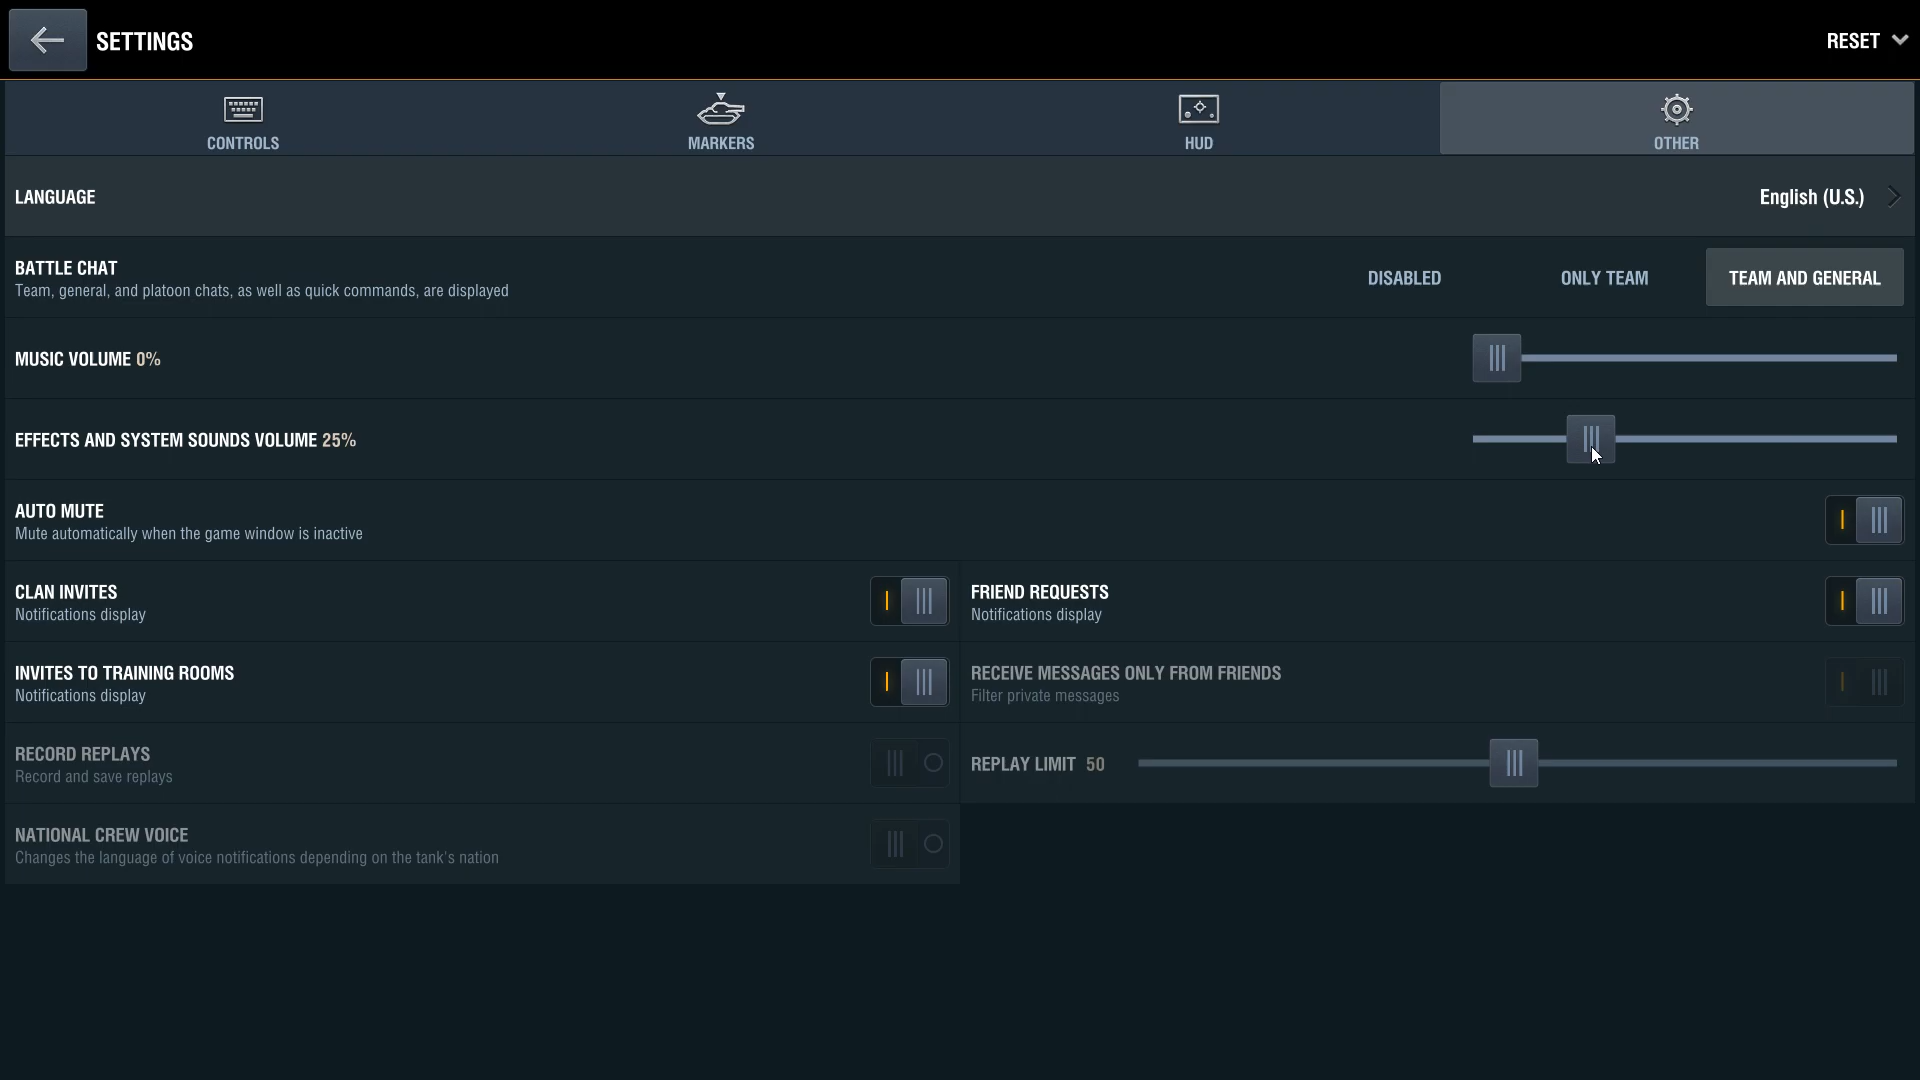 SETTINGS
RESET
CONTROLS
MARKERS
HUD
OTHER
LANGUAGE
English (U.S.)
BATTLE CHAT
Team, general, and platoon chats, as well as quick commands, are displayed
DISABLED
ONLY TEAM
TEAM AND GENERAL
MUSIC VOLUME 0%
EFFECTS AND SYSTEM SOUNDS VOLUME 25%
AUTO MUTE
Mute automatically when the game window is inactive
CLAN INVITES
Notifications display
FRIEND REQUESTS
Notifications display
INVITES TO TRAINING ROOMS
Notifications display
RECEIVE MESSAGES ONLY FROM FRIENDS
Filter private messages
RECORD REPLAYS
Record and save replays
REPLAY LIMIT 50
NATIONAL CREW VOICE
Changes the language of voice notifications depending on the tank's nation